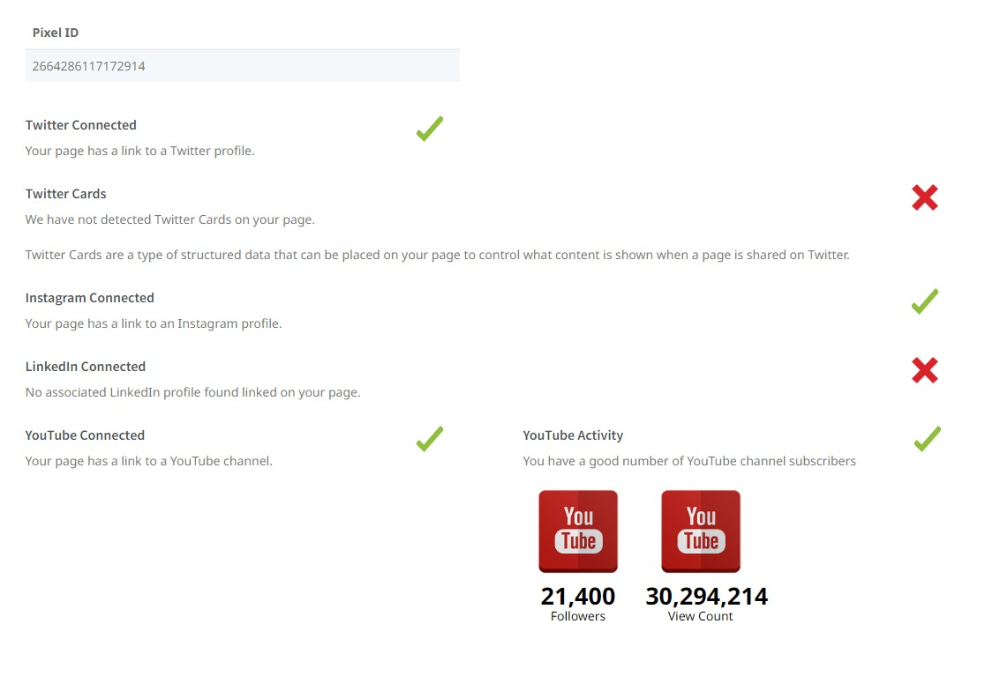 Pixel ID
2664286117172914
Twitter Connected
Your page has a link to a Twitter profile.
Twitter Cards
We have not detected Twitter Cards on your page.
Twitter Cards are a type of structured data that can be placed on your page to control what content is shown when a page is shared on Twitter.
Instagram Connected
Your page has a link to an Instagram profile.
LinkedIn Connected
No associated LinkedIn profile found linked on your page.
YouTube Connected
Your page has a link to a YouTube channel.
YouTube Activity
You have a good number of YouTube channel subscribers
You
Tube
21,400
Followers
You
Tube
30,294,214
View Count